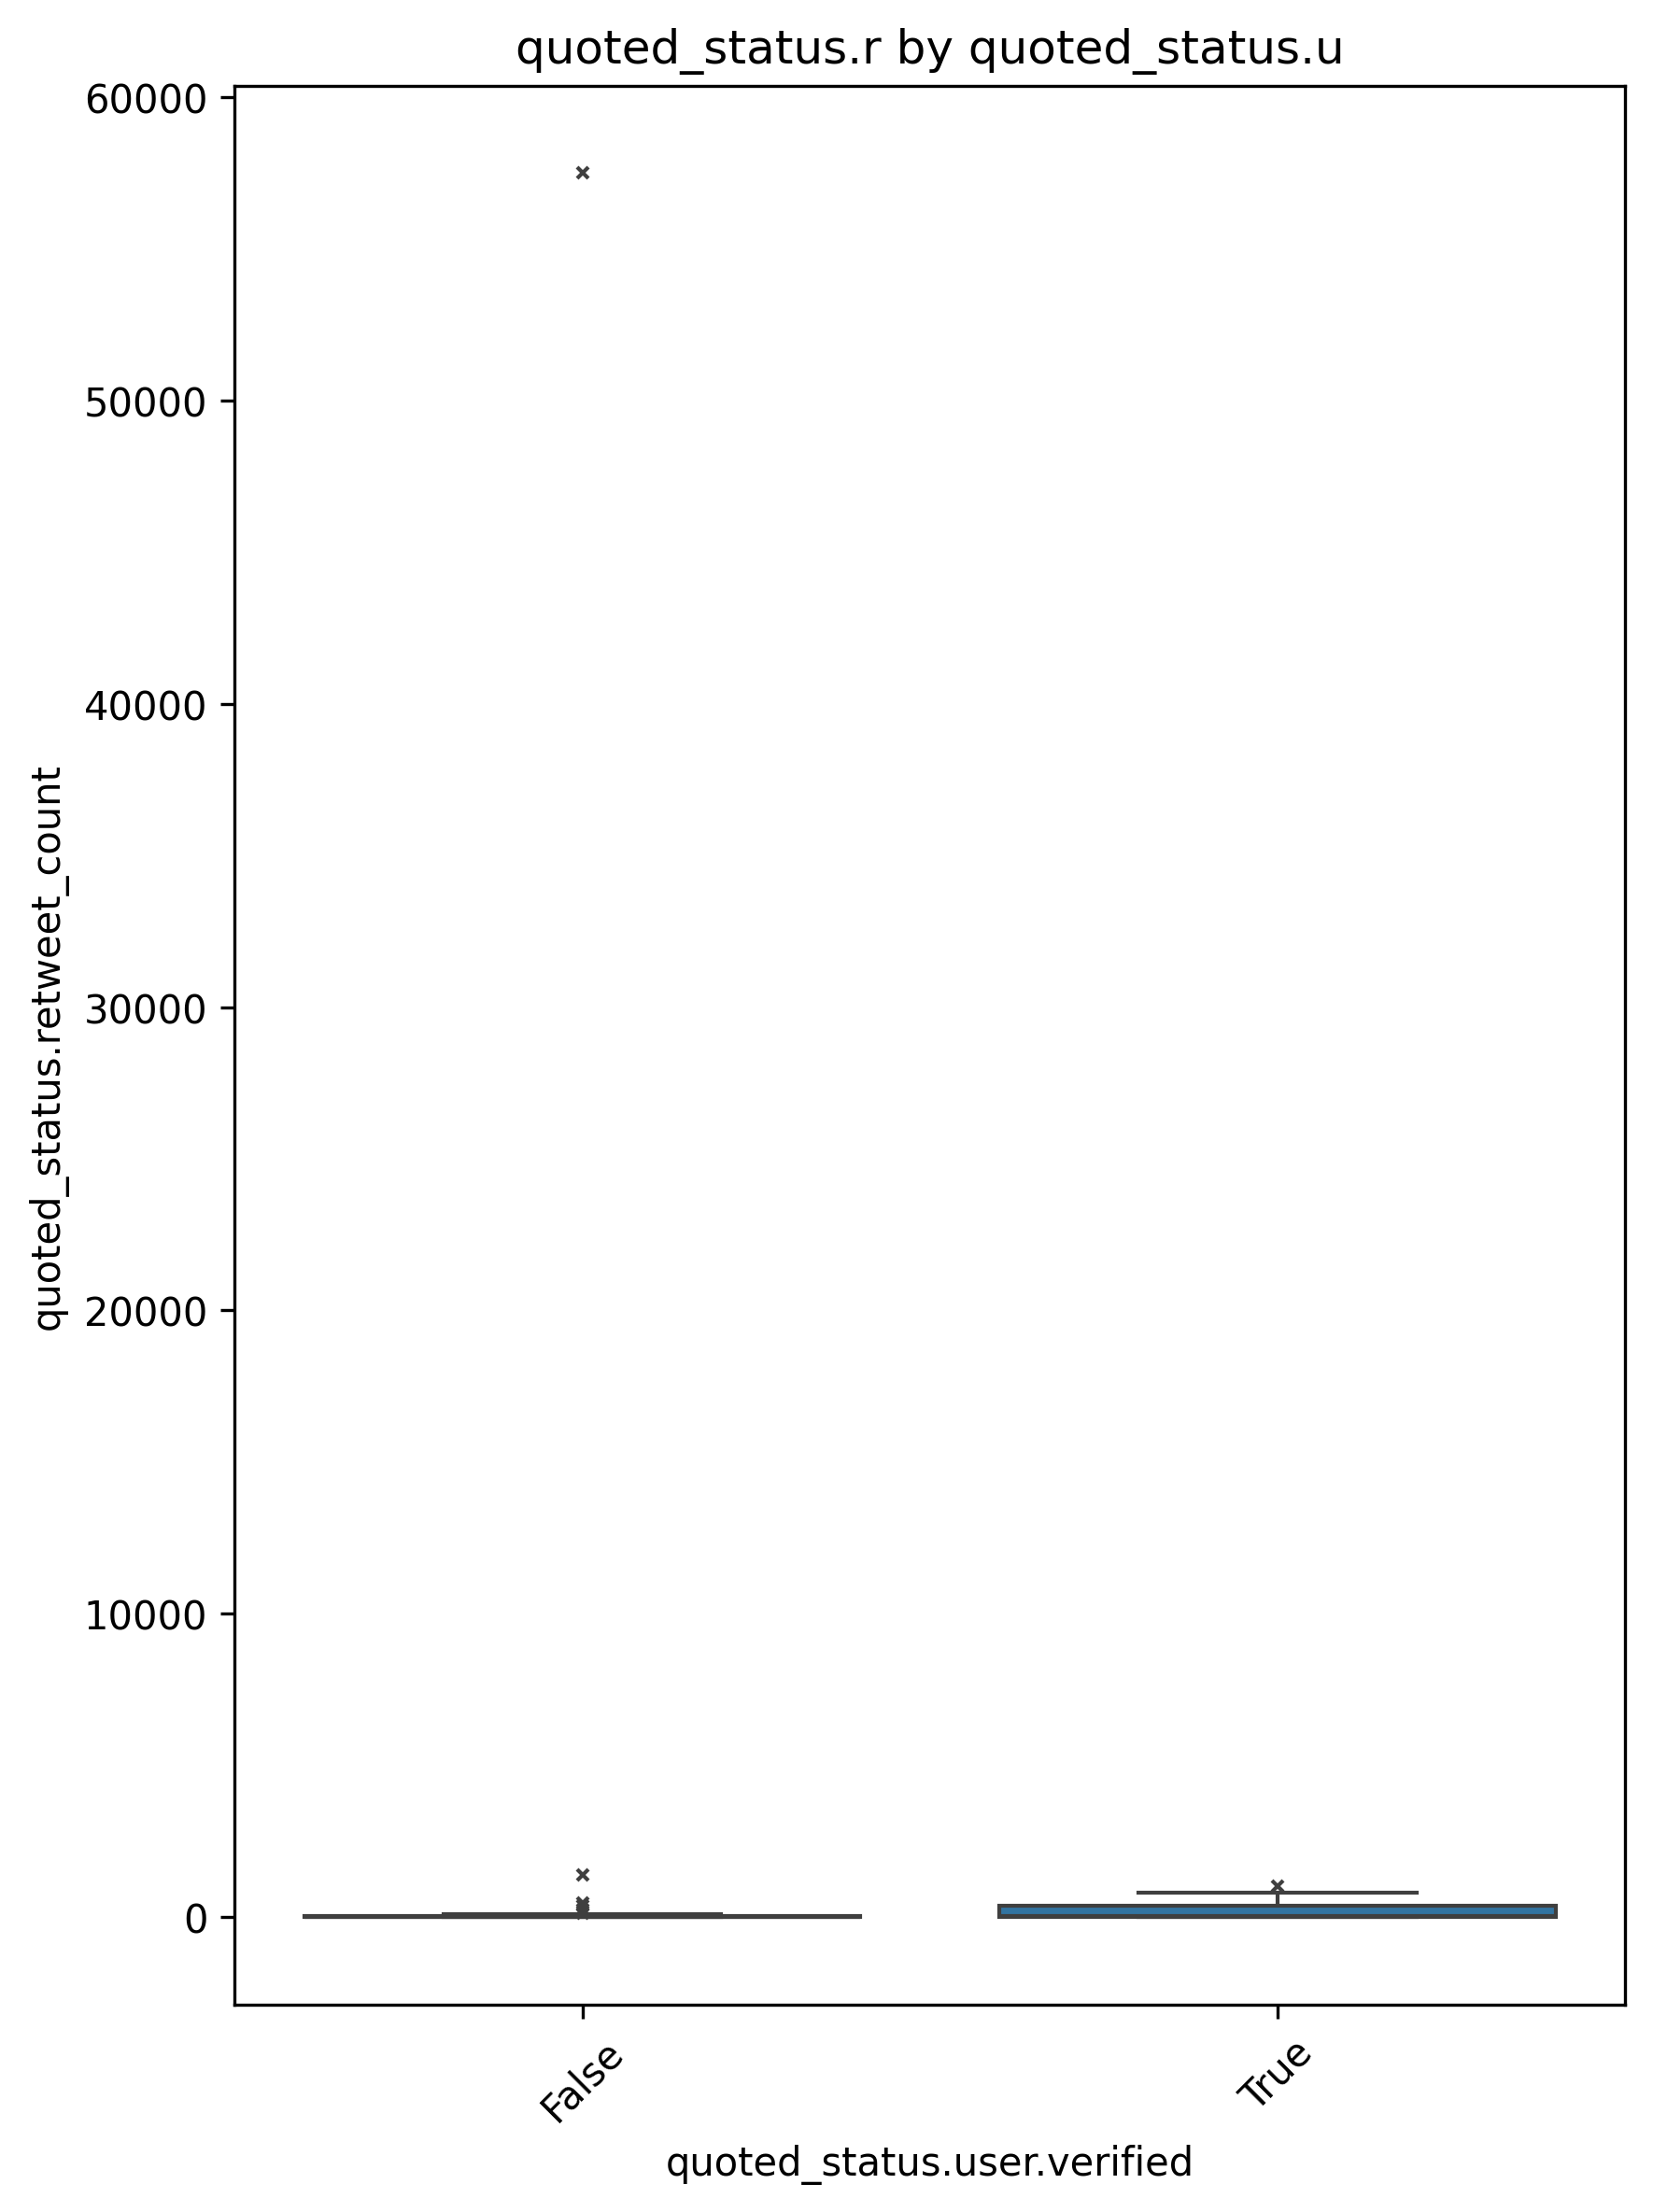 quoted_status.r by quoted_status.u
60000
50000
40000
30000
20000
10000
0
quoted_status.retweet_count
False
True
quoted_status.user.verified